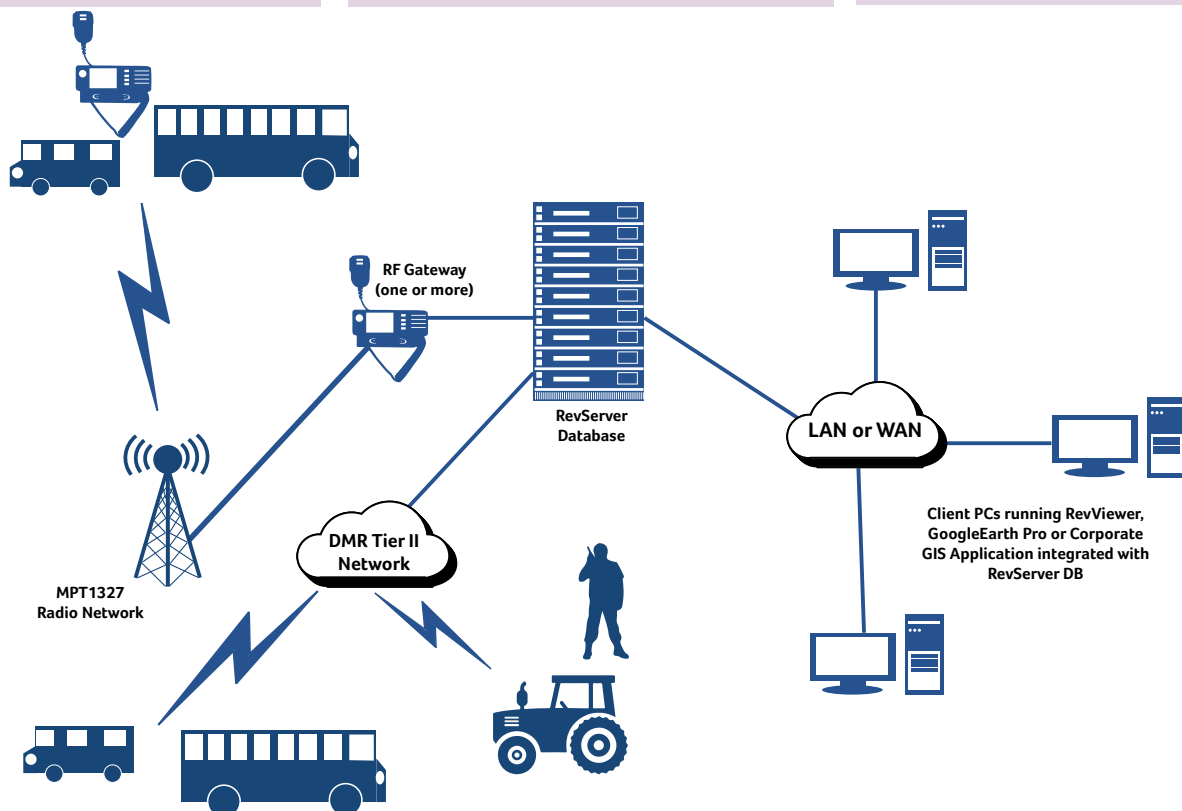 RF Gateway
(one or more)
RevServer
Database
LAN or WAN
DMR Tier II
Network
MPT1327
Radio Network
Client PCs running RevViewer,
GoogleEarth Pro or Corporate
GIS Application integrated with
RevServer DB